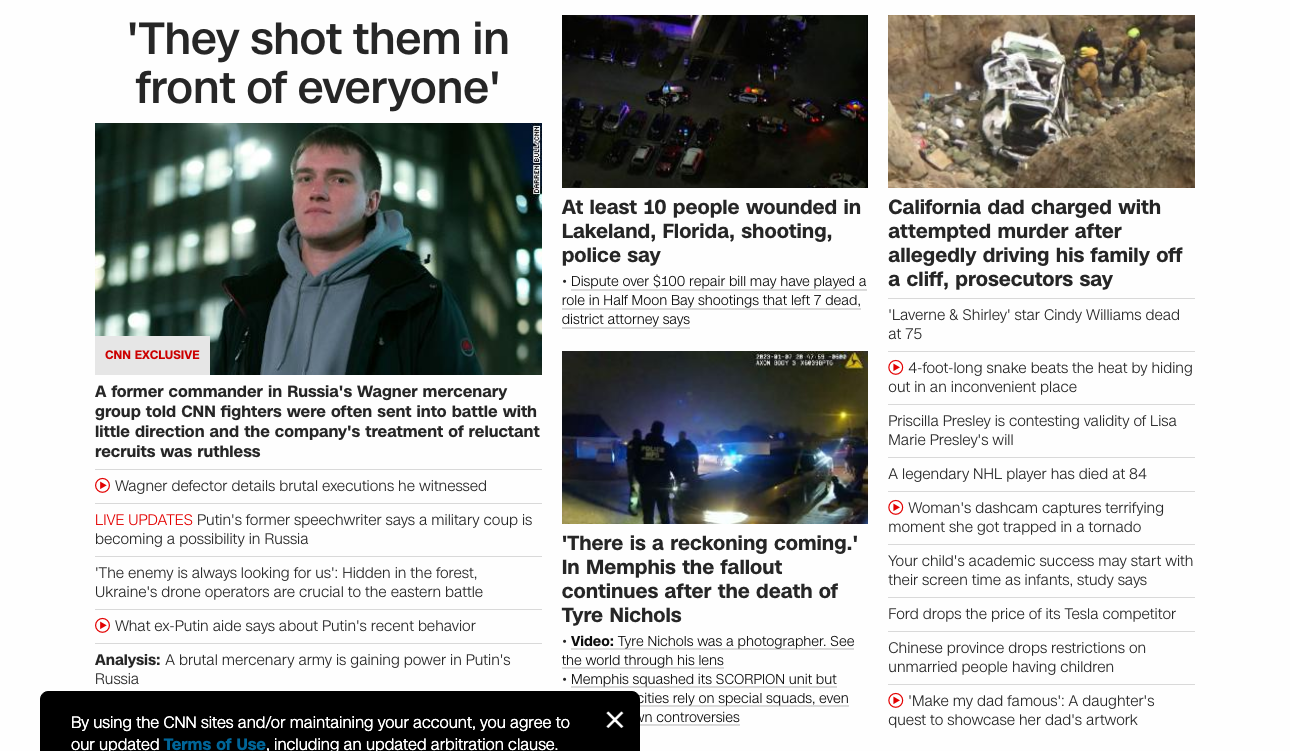 'They shot them in
front of everyone'
DARREN BULL/CNN
CNN EXCLUSIVE
A former commander in Russia's Wagner mercenary
group told CNN fighters were often sent into battle with
little direction and the company's treatment of reluctant
recruits was ruthless
Wagner defector details brutal executions he witnessed
LIVE UPDATES Putin's former speechwriter says a military coup is
becoming a possibility in Russia
'The enemy is always looking for us': Hidden in the forest,
Ukraine's drone operators are crucial to the eastern battle
What ex-Putin aide says about Putin's recent behavior
Analysis: A brutal mercenary army is gaining power in Putin's
Russia
At least 10 people wounded in
Lakeland, Florida, shooting,
police say
• Dispute over $100 repair bill may have played a
role in Half Moon Bay shootings that left 7 dead,
district attorney says
2023-01-07 20:47:59 -0600
AXON BODY 3 X6039BPTG
POLICE
MPD
'There is a reckoning coming.'
In Memphis the fallout
continues after the death of
Tyre Nichols
• Video: Tyre Nichols was a photographer. See
the world through his lens
• Memphis squashed its SCORPION unit but
cities rely on special squads, even
wn controversies
California dad charged with
attempted murder after
allegedly driving his family off
a cliff, prosecutors say
'Laverne & Shirley' star Cindy Williams dead
at 75
4-foot-long snake beats the heat by hiding
out in an inconvenient place
Priscilla Presley is contesting validity of Lisa
Marie Presley's will
A legendary NHL player has died at 84
Woman's dashcam captures terrifying
moment she got trapped in a tornado
Your child's academic success may start with
their screen time as infants, study says
Ford drops the price of its Tesla competitor
Chinese province drops restrictions on
unmarried people having children
'Make my dad famous': A daughter's
quest to showcase her dad's artwork
By using the CNN sites and/or maintaining your account, you agree to
our updated Terms of Use, including an updated arbitration clause.